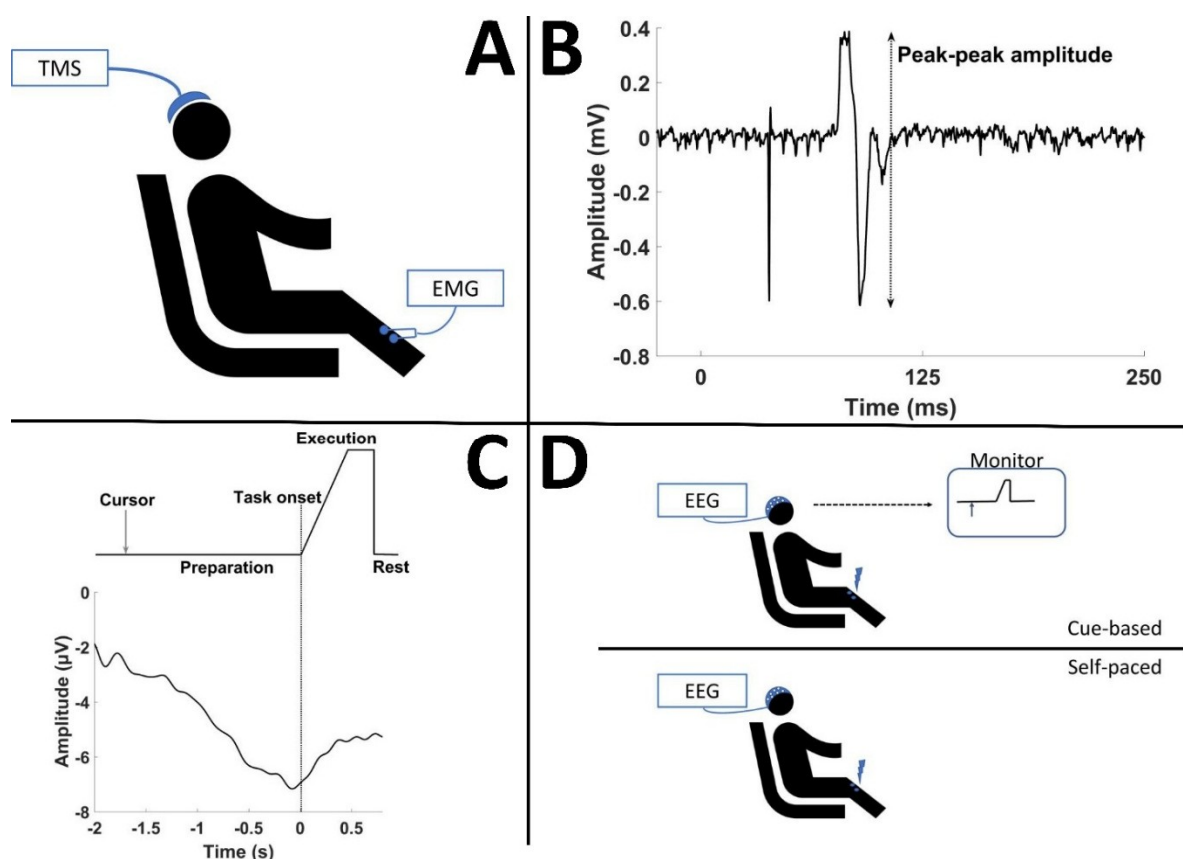 A
TMS
EMG
B
0.4
0.2
0
-0.2
-0.4
-0.6
-0.8
Amplitude (mV)
Peak-peak amplitude
0 125 250
Time (ms)
C
Execution
Task onset
Cursor
Preparation
Rest
0
-2
-4
-6
-8
Amplitude (µV)
-2 -1.5 -1 -0.5 0 0.5
Time (s)
D
Monitor
EEG
Cue-based
Self-paced
EEG